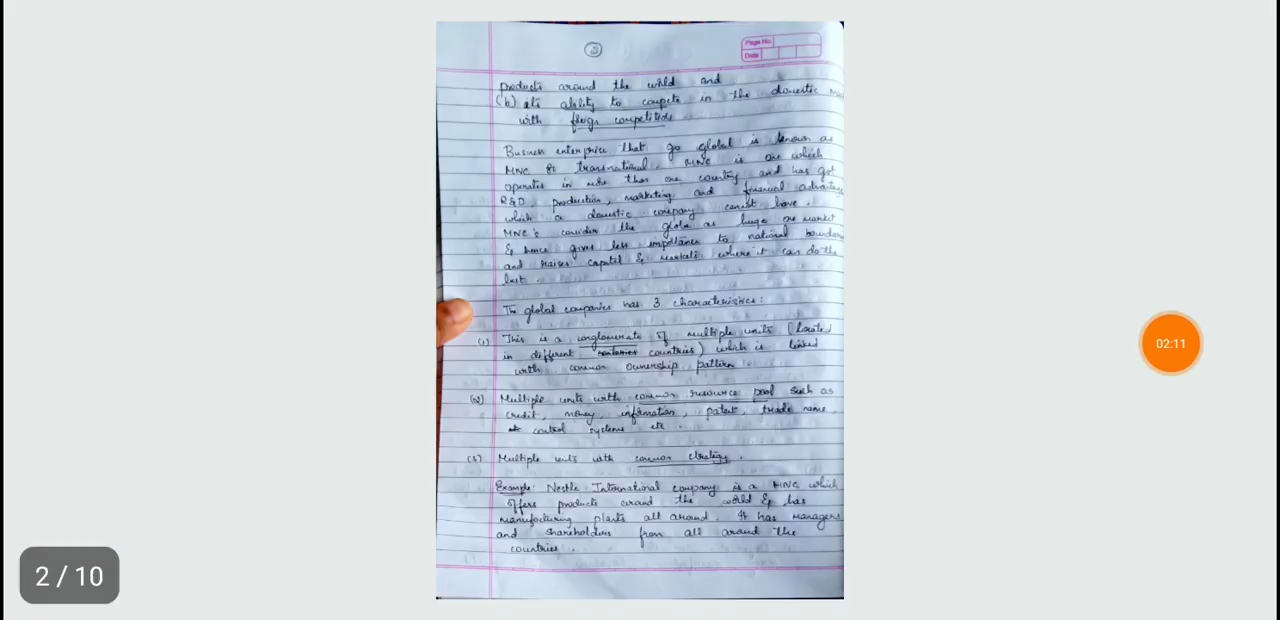 2
Page No.
Date
products around the world and
(b) its ability to compete in the domestic
with foreign competitors
Business enterprice that go global is known as
MNC or transnational. MNC is one which
operates in more than one country and has got
R&D, production, marketing and financial advantage
which a domestic company cannot have.
MNC's consider the globe as huge one market
& hence gives less importance to national boundary
and raises capital & markets where it can do the
best.
The global companies has 3 characteristics:
(1) This is a conglomerate of multiple units (located
in different countries) which is linked
with common ownership pattern.
(2) Multiple units with common resource pool such as
credit, money, information, patent, trade name,
control systems etc.
(3) Multiple units with common strategy.
Example: Nestle International company is a MNC which
offers products around the world & has
manufacturing plants all around. It has managers
and shareholders from all around the
countries.
02:11
2 / 10